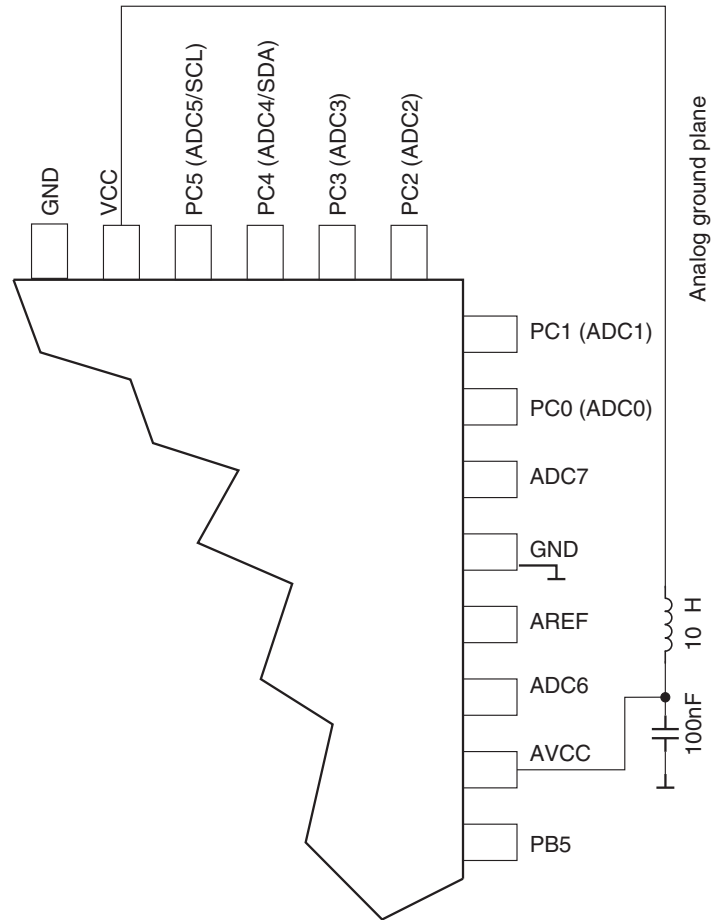 GND
VCC
PC5 (ADC5/SCL)
PC4 (ADC4/SDA)
PC3 (ADC3)
PC2 (ADC2)
Analog ground plane
PC1 (ADC1)
PC0 (ADC0)
ADC7
GND
AREF
ADC6
AVCC
PB5
10 H
100nF